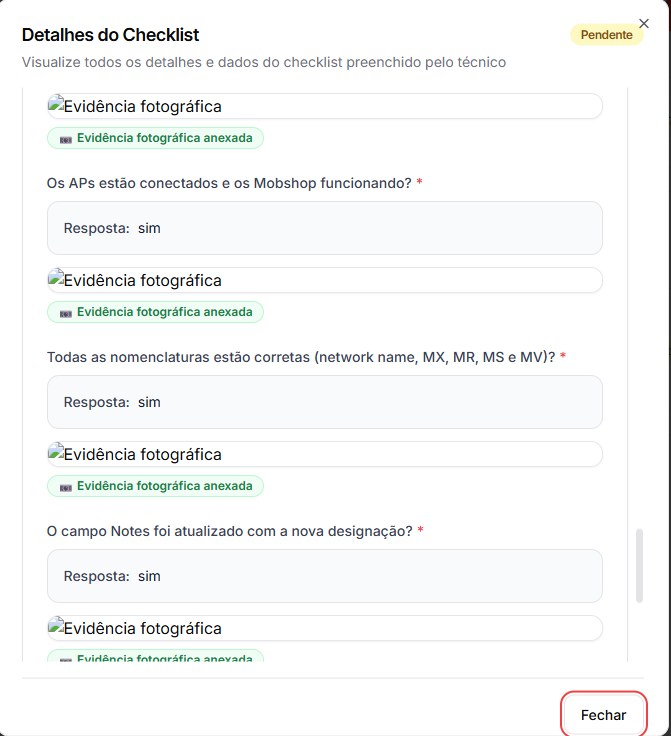 Detalhes do Checklist
Pendente
Visualize todos os detalhes e dados do checklist preenchido pelo técnico
Evidência fotográfica
Evidência fotográfica anexada
Os APs estão conectados e os Mobshop funcionando? *
Resposta: sim
Evidência fotográfica
Evidência fotográfica anexada
Todas as nomenclaturas estão corretas (network name, MX, MR, MS e MV)? *
Resposta: sim
Evidência fotográfica
Evidência fotográfica anexada
O campo Notes foi atualizado com a nova designação? *
Resposta: sim
Evidência fotográfica
Evidência fotográfica anexada
Fechar